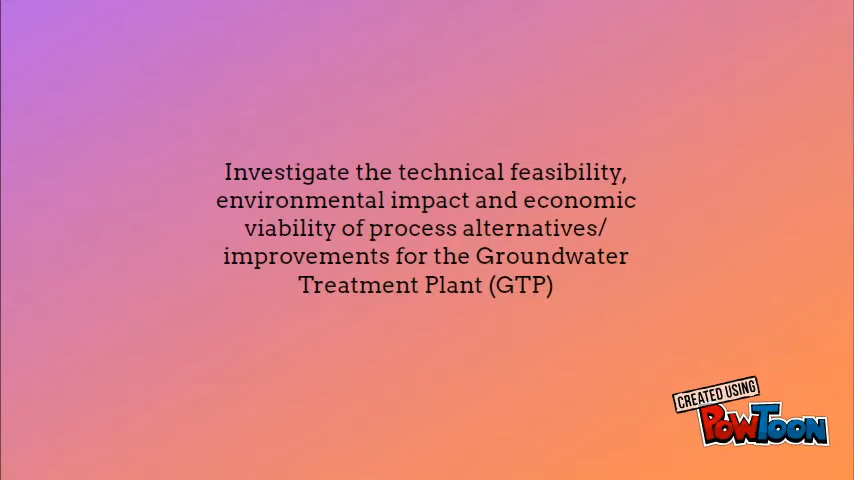 Investigate the technical feasibility,
environmental impact and economic
viability of process alternatives/
improvements for the Groundwater
Treatment Plant (GTP)
CREATED USING
POWTOON